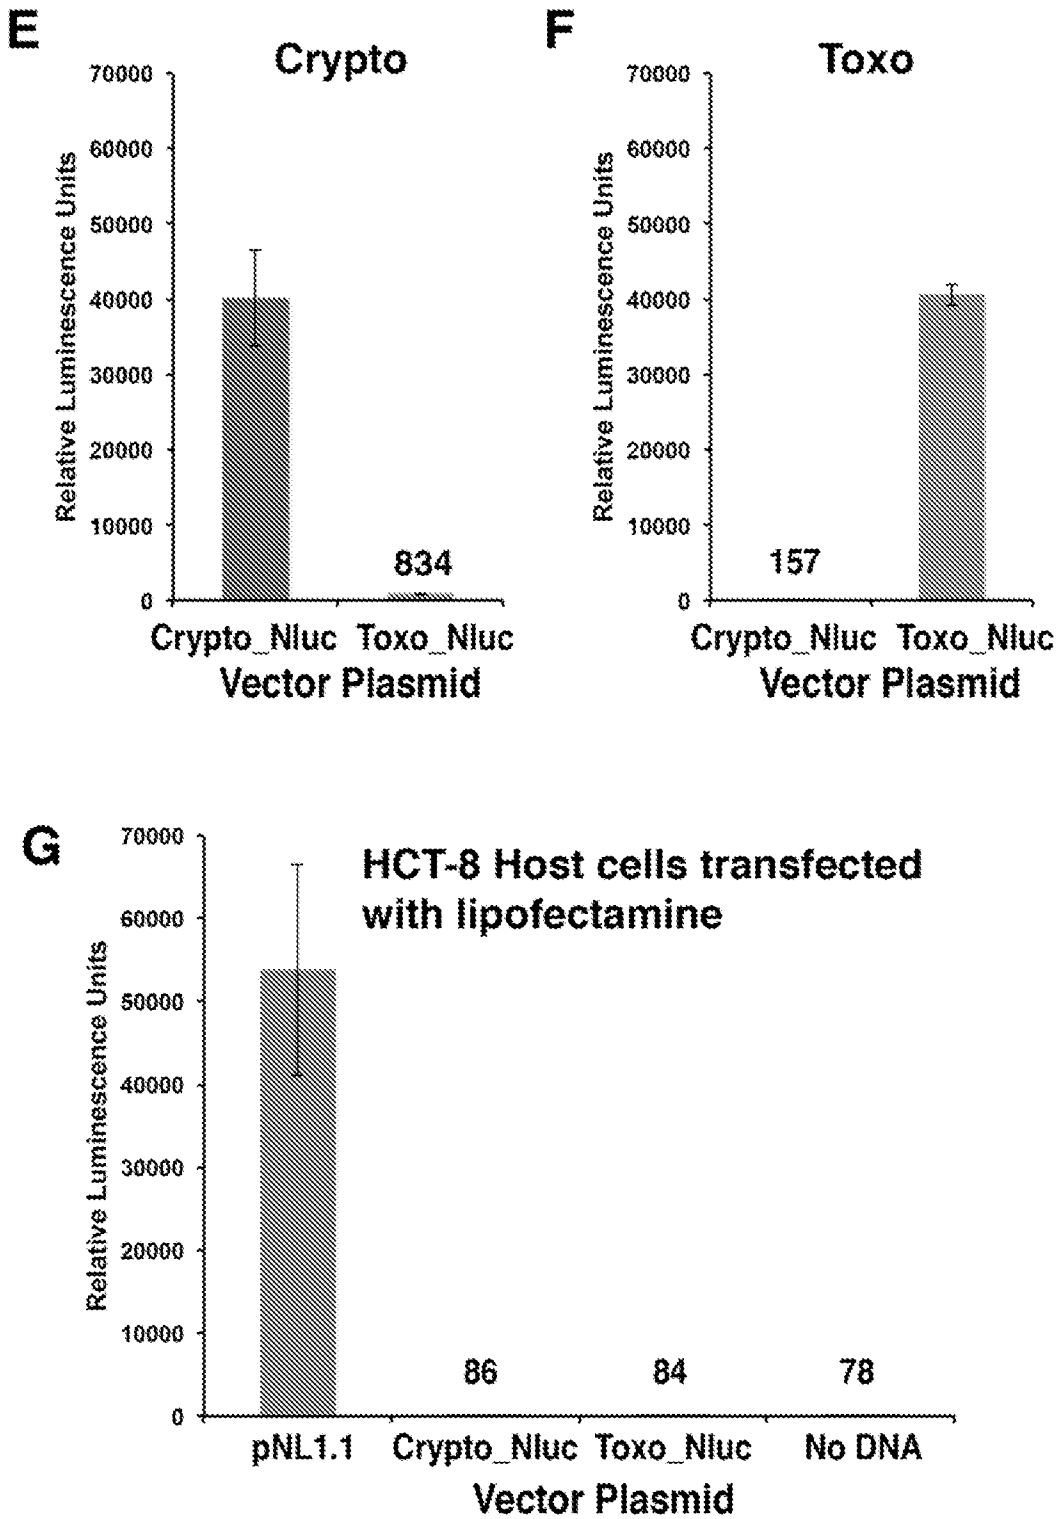 E
Crypto
70000
60000
50000
40000
30000
20000
10000
0
Relative Luminescence Units
834
Crypto_Nluc Toxo_Nluc
Vector Plasmid
F
Toxo
70000
60000
50000
40000
30000
20000
10000
0
Relative Luminescence Units
157
Crypto_Nluc Toxo_Nluc
Vector Plasmid
G
HCT-8 Host cells transfected
with lipofectamine
70000
60000
50000
40000
30000
20000
10000
0
Relative Luminescence Units
86 84 78
pNL1.1 Crypto_Nluc Toxo_Nluc No DNA
Vector Plasmid